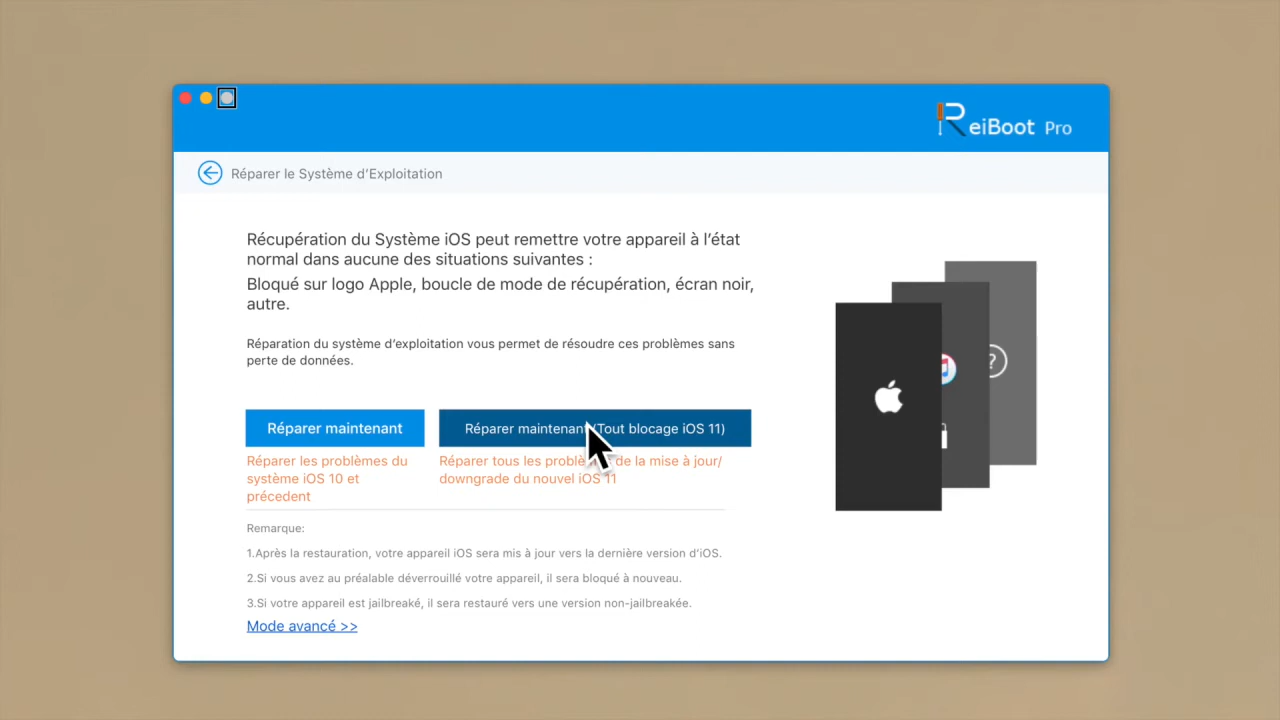 ReiBoot Pro
Réparer le Système d’Exploitation
Récupération du Système iOS peut remettre votre appareil à l’état
normal dans aucune des situations suivantes :
Bloqué sur logo Apple, boucle de mode de récupération, écran noir,
autre.
Réparation du système d’exploitation vous permet de résoudre ces problèmes sans
perte de données.
?
Réparer maintenant
Réparer maintenant (Tout blocage iOS 11)
Réparer les problèmes du
système iOS 10 et
précedent
Réparer tous les de la mise à jour/
downgrade du nouvel iOS 11
Remarque:
1.Après la restauration, votre appareil iOS sera mis à jour vers la dernière version d’iOS.
2.Si vous avez au préalable déverrouillé votre appareil, il sera bloqué à nouveau.
3.Si votre appareil est jailbreaké, il sera restauré vers une version non-jailbreakée.
Mode avancé >>